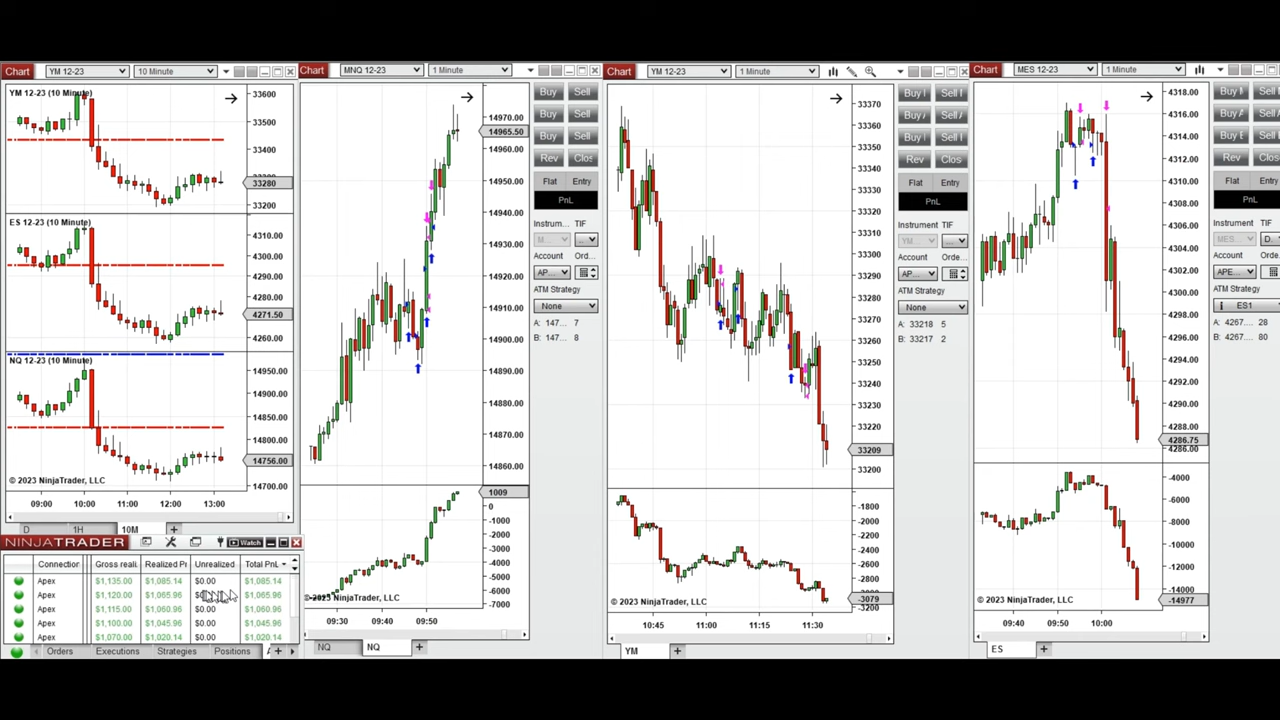 Chart YM 12-23 10 Minute
YM 12-23 (10 Minute)
33600
33500
33400
33280
33200
ES 12-23 (10 Minute)
4310.00
4300.00
4290.00
4280.00
4271.50
4260.00
NQ 12-23 (10 Minute)
14950.00
14900.00
14800.00
14756.00
14700.00
© 2023 NinjaTrader, LLC
09:00 10:00 11:00 12:00 13:00
D 1H 10M +
NINJATRADER Watch
Connection Gross reali: Realized Pr Unrealized Total PnL
Apex $1,135.00 $1,085.14 $0.00 $1,085.14
Apex $1,120.00 $1,065.96 $1,065.96
Apex $1,115.00 $1,060.96 $0.00 $1,060.96
Apex $1,100.00 $1,045.96 $0.00 $1,045.96
Apex $1,070.00 $1,020.14 $0.00 $1,020.14
Orders Executions Strategies Positions
Chart MNQ 12-23 1 Minute
14970.00
14965.50
14950.00
14940.00
14930.00
14920.00
14910.00
14900.00
14890.00
14880.00
14870.00
14860.00
1009
0
-1000
-2000
-3000
-4000
-5000
-6000
-7000
2023 NinjaTrader, LLC
09:30 09:40 09:50
NQ NQ +
Buy Sell
Buy Sell
Buy Sell
Rev Clos
Flat Entry
PnL
Instrum... TIF
M...
Account Ord...
AP...
ATM Strategy
None
A: 147... 7
B: 147... 8
Chart YM 12-23 1 Minute
33370
33360
33350
33340
33330
33320
33310
33300
33290
33280
33270
33260
33250
33240
33230
33220
33209
33200
-1800
-2000
-2200
-2400
-2600
-2800
-3079
-3200
© 2023 NinjaTrader, LLC
10:45 11:00 11:15 11:30
YM +
Rev Clos
Flat Entry
PnL
Instrument TIF
YM...
Account Orde...
AP...
ATM Strategy
None
A: 33218 5
B: 33217 2
Chart MES 12-23 1 Minute
4318.00
4316.00
4314.00
4312.00
4310.00
4308.00
4306.00
4304.00
4302.00
4300.00
4298.00
4296.00
4294.00
4292.00
4290.00
4288.00
4286.75
4286.00
-4000
-6000
-8000
-10000
-12000
-14000
-14977
© 2023 NinjaTrader, LLC
09:40 09:50 10:00
ES +
Rev Clos
Flat Entry
PnL
Instrument TIF
MES...
Account Orde
APE...
ATM Strategy
ES1
A: 4267... 28
B: 4267... 80